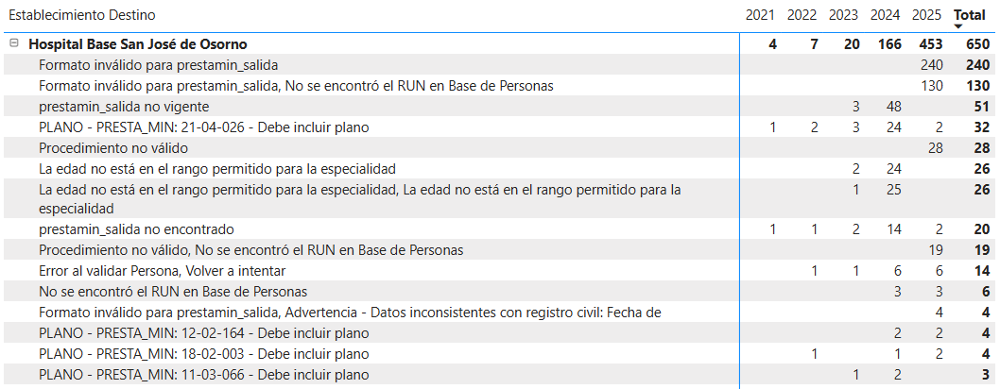 Establecimiento Destino 2021 2022 2023 2024 2025 Total
Hospital Base San José de Osorno 4 7 20 166 453 650
Formato inválido para prestamin_salida 240 240
Formato inválido para prestamin_salida, No se encontró el RUN en Base de Personas 130 130
prestamin_salida no vigente 3 48 51
PLANO - PRESTA_MIN: 21-04-026 - Debe incluir plano 1 2 3 24 2 32
Procedimiento no válido 28 28
La edad no está en el rango permitido para la especialidad 2 24 26
La edad no está en el rango permitido para la especialidad, La edad no está en el rango permitido para la 1 25 26
especialidad
prestamin_salida no encontrado 1 1 2 14 2 20
Procedimiento no válido, No se encontró el RUN en Base de Personas 19 19
Error al validar Persona, Volver a intentar 1 1 6 6 14
No se encontró el RUN en Base de Personas 3 3 6
Formato inválido para prestamin_salida, Advertencia - Datos inconsistentes con registro civil: Fecha de 4 4
PLANO - PRESTA_MIN: 12-02-164 - Debe incluir plano 2 2 4
PLANO - PRESTA_MIN: 18-02-003 - Debe incluir plano 1 1 2 4
PLANO - PRESTA_MIN: 11-03-066 - Debe incluir plano 1 2 3